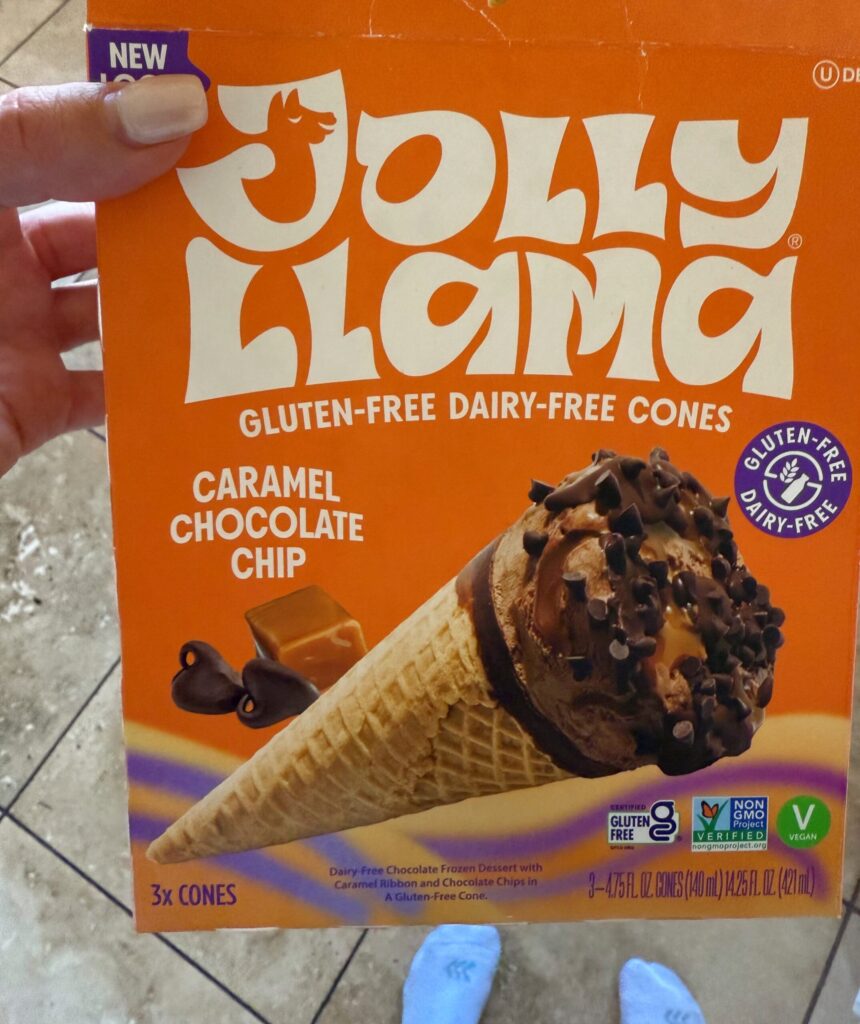 NEW
Ⓤ
JOLLY
LLAMA®
GLUTEN-FREE DAIRY-FREE CONES
CARAMEL
CHOCOLATE
CHIP
GLUTEN-FREE
DAIRY-FREE
CERTIFIED
GLUTEN
FREE
NON
GMO
Project
VERIFIED
nongmoproject.org
V
VEGAN
3x CONES
Dairy-Free Chocolate Frozen Dessert with
Caramel Ribbon and Chocolate Chips in
A Gluten-Free Cone.
3–4.75 FL. OZ. CONES (140 mL) 14.25 FL. OZ. (421 mL)